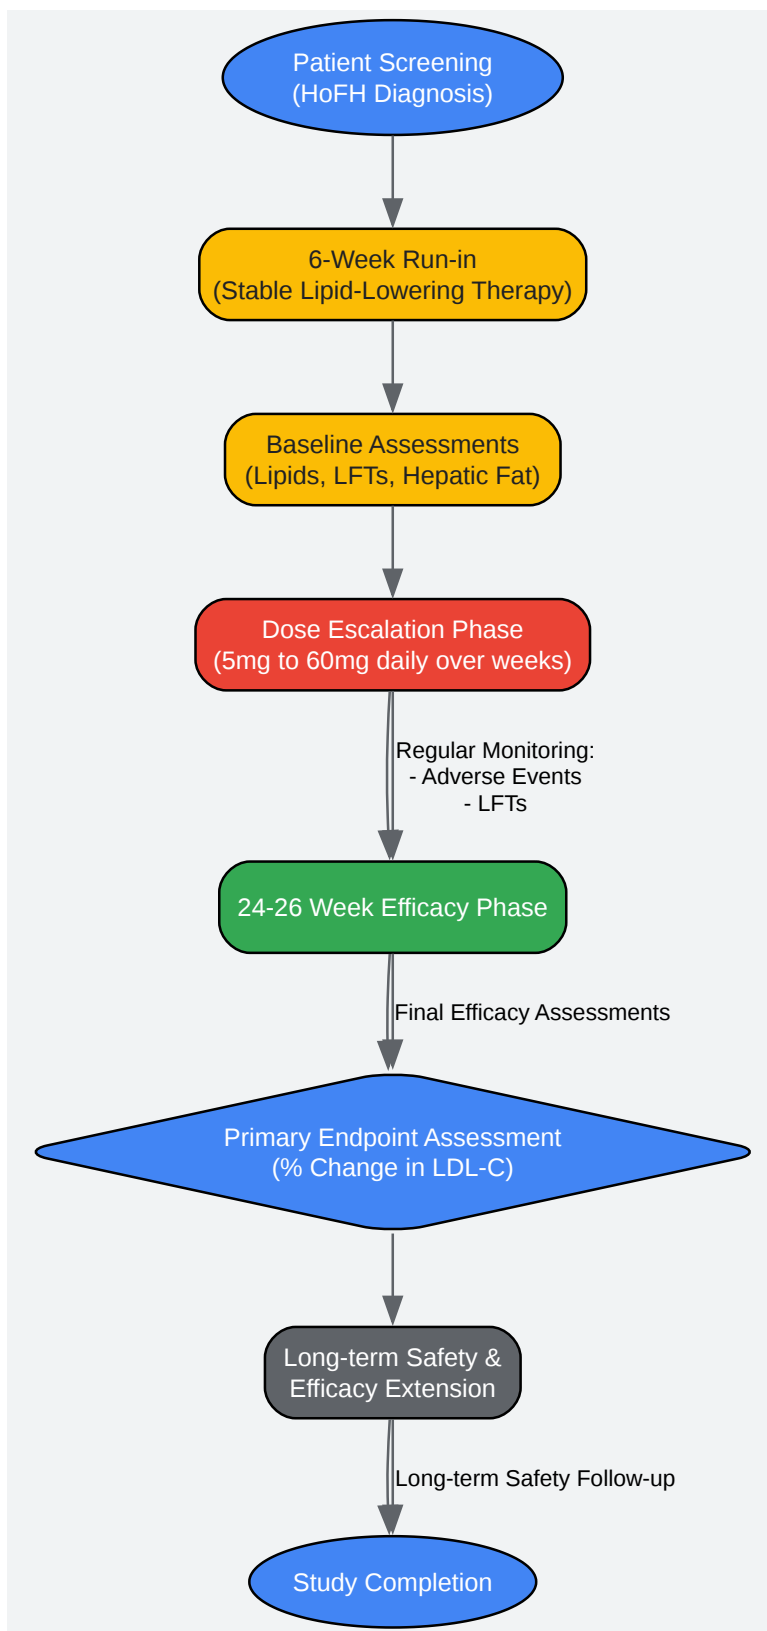 Patient Screening
(HoFH Diagnosis)
6-Week Run-in
(Stable Lipid-Lowering Therapy)
Baseline Assessments
(Lipids, LFTs, Hepatic Fat)
Dose Escalation Phase
(5mg to 60mg daily over weeks)
Regular Monitoring:
- Adverse Events
- LFTs
24-26 Week Efficacy Phase
Final Efficacy Assessments
Primary Endpoint Assessment
(% Change in LDL-C)
Long-term Safety &
Efficacy Extension
Long-term Safety Follow-up
Study Completion